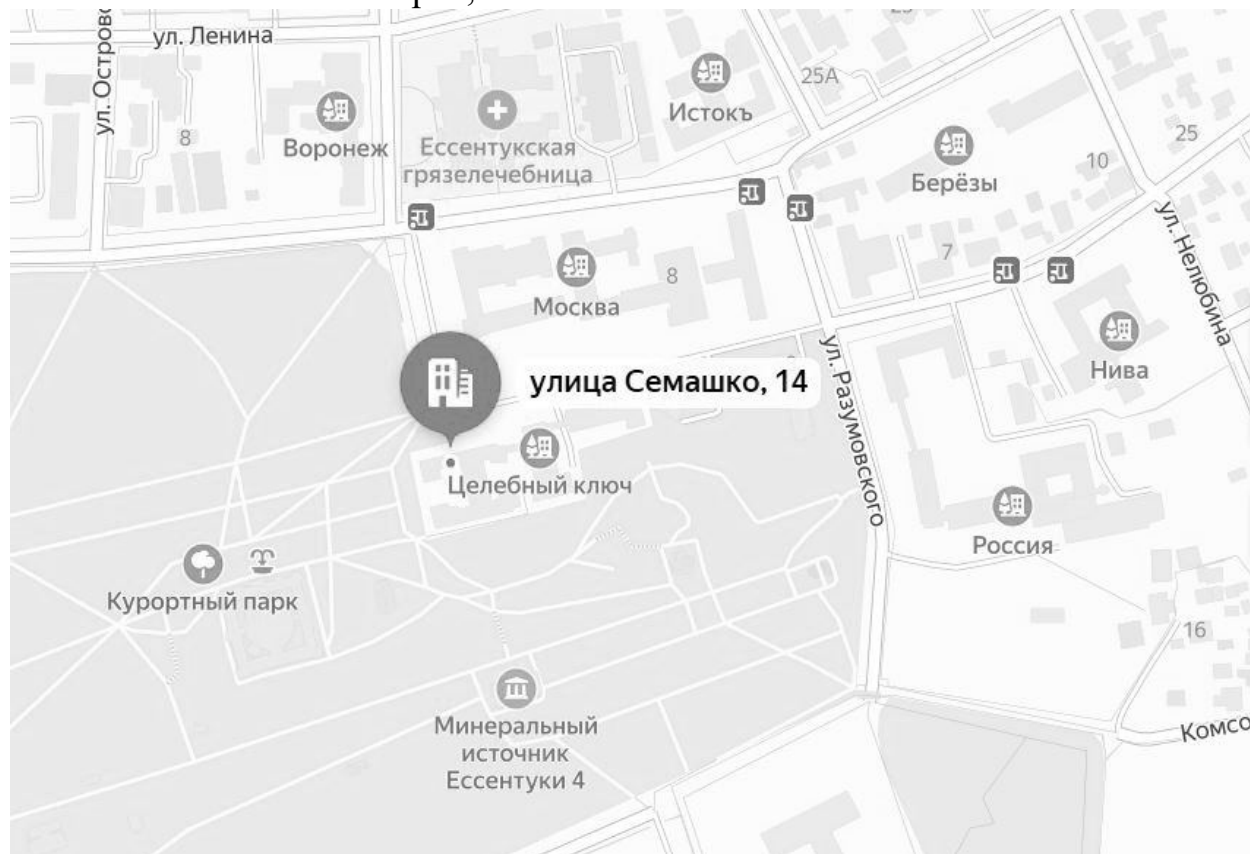 ул. Ленина
ул. Островс
8
Воронеж
Ессентукская
грязелечебница
Истокъ
25А
Берёзы
10
25
ул. Нелюбина
7
Москва
8
улица Семашко, 14
ул. Разумовского
Нива
Целебный ключ
Россия
Курортный парк
16
Минеральный
источник
Ессентуки 4
Комсо